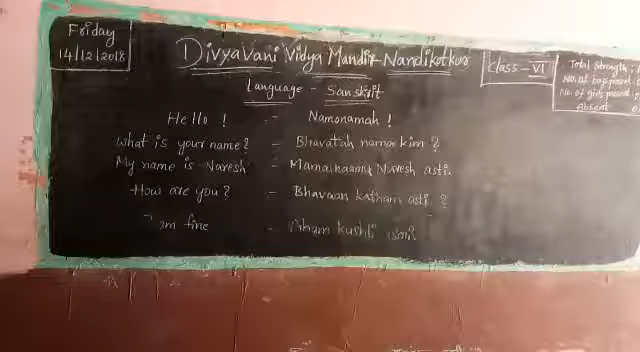 Friday
14/12/2018
DivyaVani Vidya Mandir Nandikotkur
Class - VI
Total Strength :
No. of boys present :
No. of girls present :
Absent
Language - Sanskrit
Hello ! - Namonamah !
What is your name? - Bhavatah nama kim ?
My name is Naresh - Mama naama Naresh asti.
How are you? - Bhavaan katham asti ?
I am fine - Aham kushli asmi